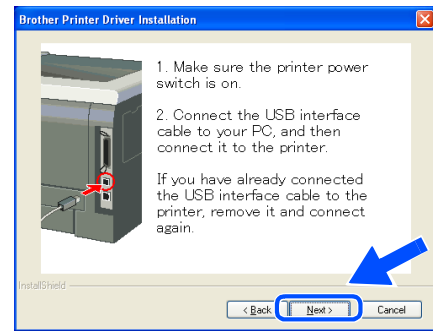 Brother Printer Driver Installation
1. Make sure the printer power
switch is on.
2. Connect the USB interface
cable to your PC, and then
connect it to the printer.
If you have already connected
the USB interface cable to the
printer, remove it and connect
again.
InstallShield
< Back
Next >
Cancel